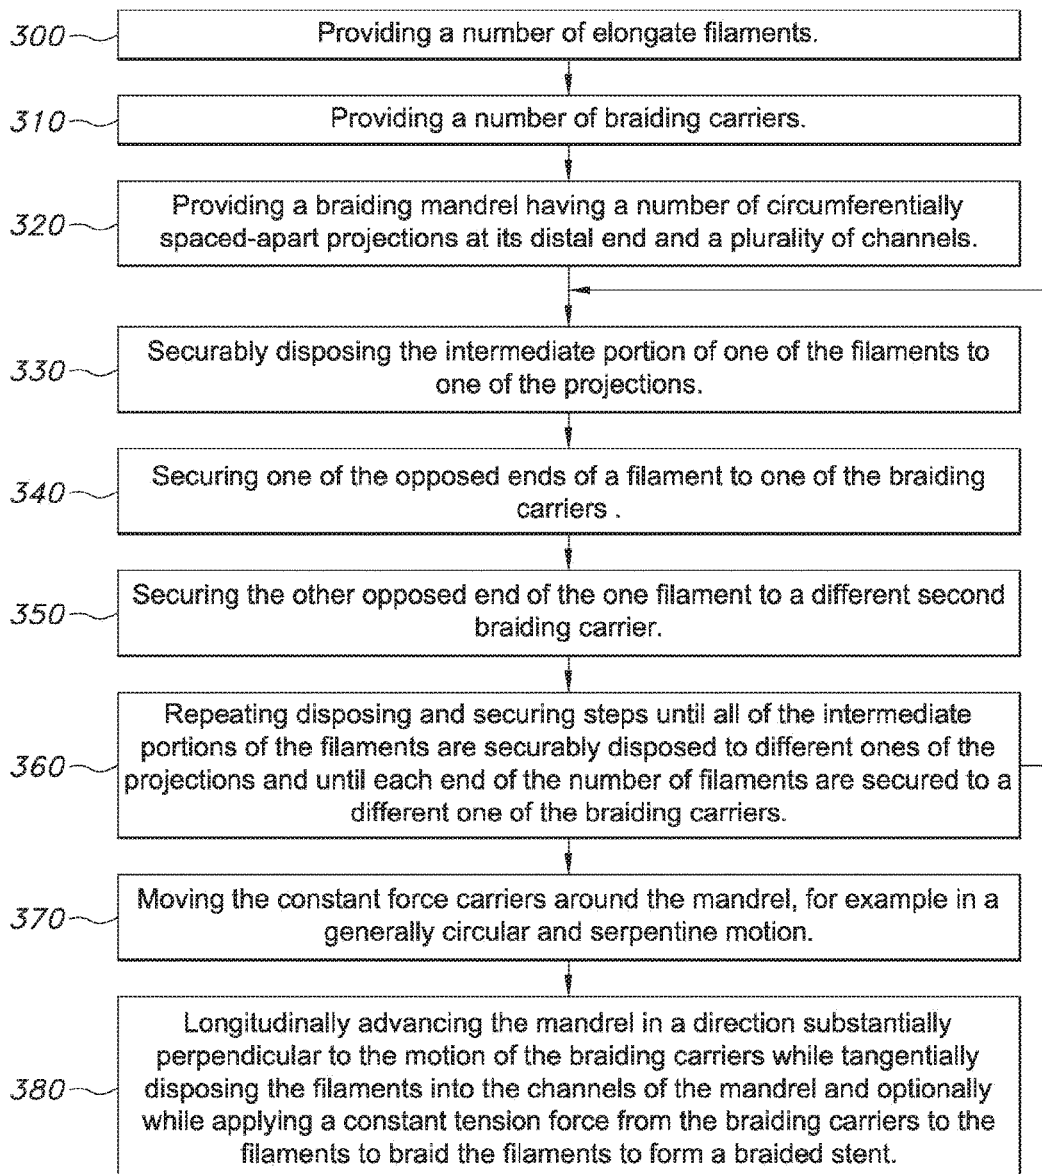 300
Providing a number of elongate filaments.
310
Providing a number of braiding carriers.
320
Providing a braiding mandrel having a number of circumferentially
spaced-apart projections at its distal end and a plurality of channels.
330
Securably disposing the intermediate portion of one of the filaments to
one of the projections.
340
Securing one of the opposed ends of a filament to one of the braiding
carriers .
350
Securing the other opposed end of the one filament to a different second
braiding carrier.
360
Repeating disposing and securing steps until all of the intermediate
portions of the filaments are securably disposed to different ones of the
projections and until each end of the number of filaments are secured to a
different one of the braiding carriers.
370
Moving the constant force carriers around the mandrel, for example in a
generally circular and serpentine motion.
380
Longitudinally advancing the mandrel in a direction substantially
perpendicular to the motion of the braiding carriers while tangentially
disposing the filaments into the channels of the mandrel and optionally
while applying a constant tension force from the braiding carriers to the
filaments to braid the filaments to form a braided stent.